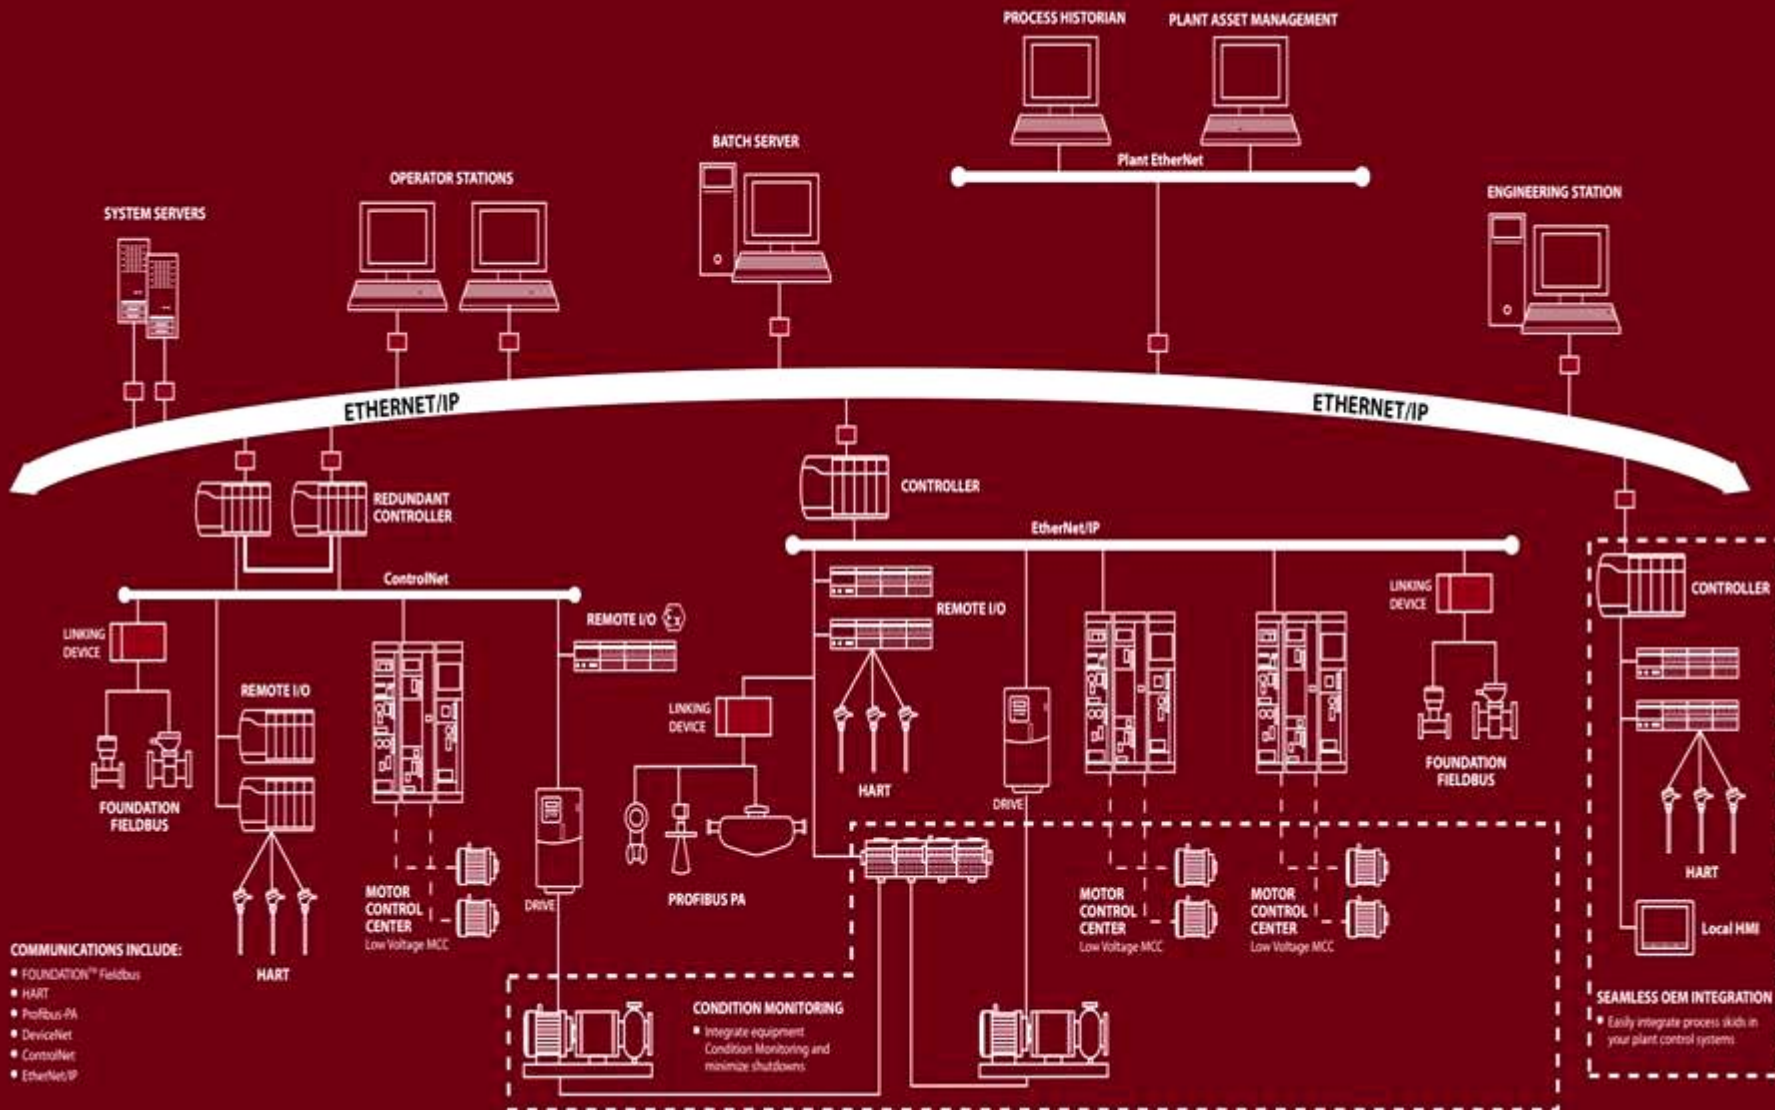 PROCESS HISTORIAN
PLANT ASSET MANAGEMENT
Plant EtherNet
BATCH SERVER
OPERATOR STATIONS
SYSTEM SERVERS
ENGINEERING STATION
ETHERNET/IP
ETHERNET/IP
REDUNDANT
CONTROLLER
CONTROLLER
EtherNet/IP
ControlNet
LINKING
DEVICE
FOUNDATION
FIELDBUS
REMOTE I/O
HART
MOTOR
CONTROL
CENTER
Low Voltage MCC
REMOTE I/O Ex
DRIVE
LINKING
DEVICE
PROFIBUS PA
REMOTE I/O
HART
DRIVE
MOTOR
CONTROL
CENTER
Low Voltage MCC
MOTOR
CONTROL
CENTER
Low Voltage MCC
LINKING
DEVICE
FOUNDATION
FIELDBUS
CONTROLLER
HART
Local HMI
SEAMLESS OEM INTEGRATION
• Easily integrate process skids in
your plant control systems
CONDITION MONITORING
▪ Integrate equipment
Condition Monitoring and
minimize shutdowns
COMMUNICATIONS INCLUDE:
• FOUNDATION™ Fieldbus
• HART
• Profibus-PA
• DeviceNet
• ControlNet
• EtherNet/IP